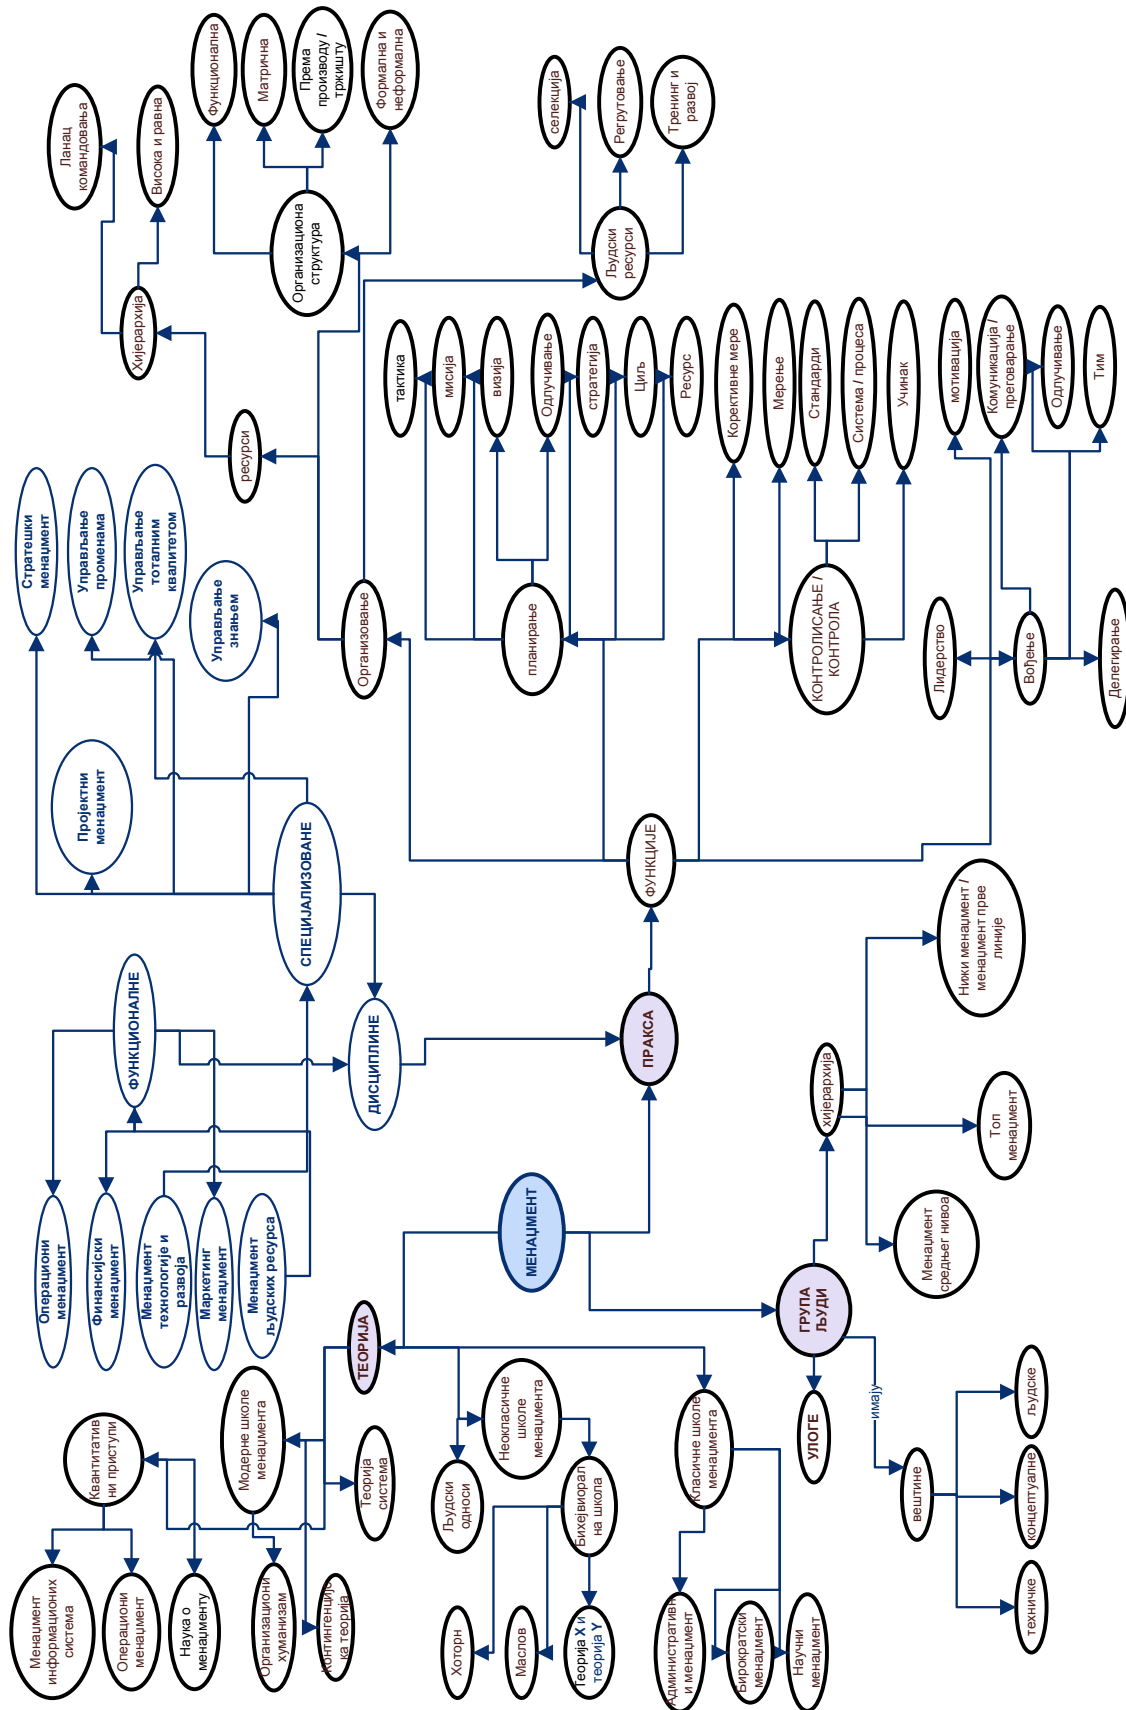 Квантитатив
ни приступи
Менаџмент
информационих
система
Операциони
менаџмент
Наука о
менаџменту
Модерне школе
менаџмента
Организациони
хуманизам
контингенцијс
ка теорија
Теорија
система
Операциони
менаџмент
Финансијски
менаџмент
Менаџмент
технологије и
развоја
Маркетинг
менаџмент
Менаџмент
људских ресурса
ФУНКЦИОНАЛНЕ
СПЕЦИЈАЛИЗОВАНЕ
ДИСЦИПЛИНЕ
Пројектни
менаџмент
Стратешки
менаџмент
Управљање
променама
Управљање
тоталним
квалитетом
Управљање
знањем
ТЕОРИЈА
Људски
односи
Неокласичне
школе
менаџмента
Бихејвиорал
на школа
Хоторн
Маслов
Теорија X и
теорија Y
Класичне школе
менаџмента
Административн
и менаџмент
Бирократски
менаџмент
Научни
менаџмент
МЕНАЏМЕНТ
ПРАКСА
ФУНКЦИЈЕ
Организовање
ресурси
Хијерархија
Ланац
командовања
Висока и равна
Организациона
структура
Функционална
Матрична
Према
производу /
тржишту
Формална и
неформална
Људски
ресурси
селекција
Регрутовање
Тренинг и
развој
планирање
тактика
мисија
визија
Одлучивање
стратегија
Циљ
Ресурс
КОНТРОЛИСАЊЕ /
КОНТРОЛА
Корективне мере
Мерење
Стандарди
Система / процеса
Учинак
Вођење
Лидерство
Делегирање
мотивација
Комуникација /
преговарање
Одлучивање
Тим
ГРУПА
ЉУДИ
УЛОГЕ
имају
вештине
техничке
концептуалне
људске
хијерархија
Менаџмент
средњег нивоа
Топ
менаџмент
Нижи менаџмент /
менаџмент прве
линије